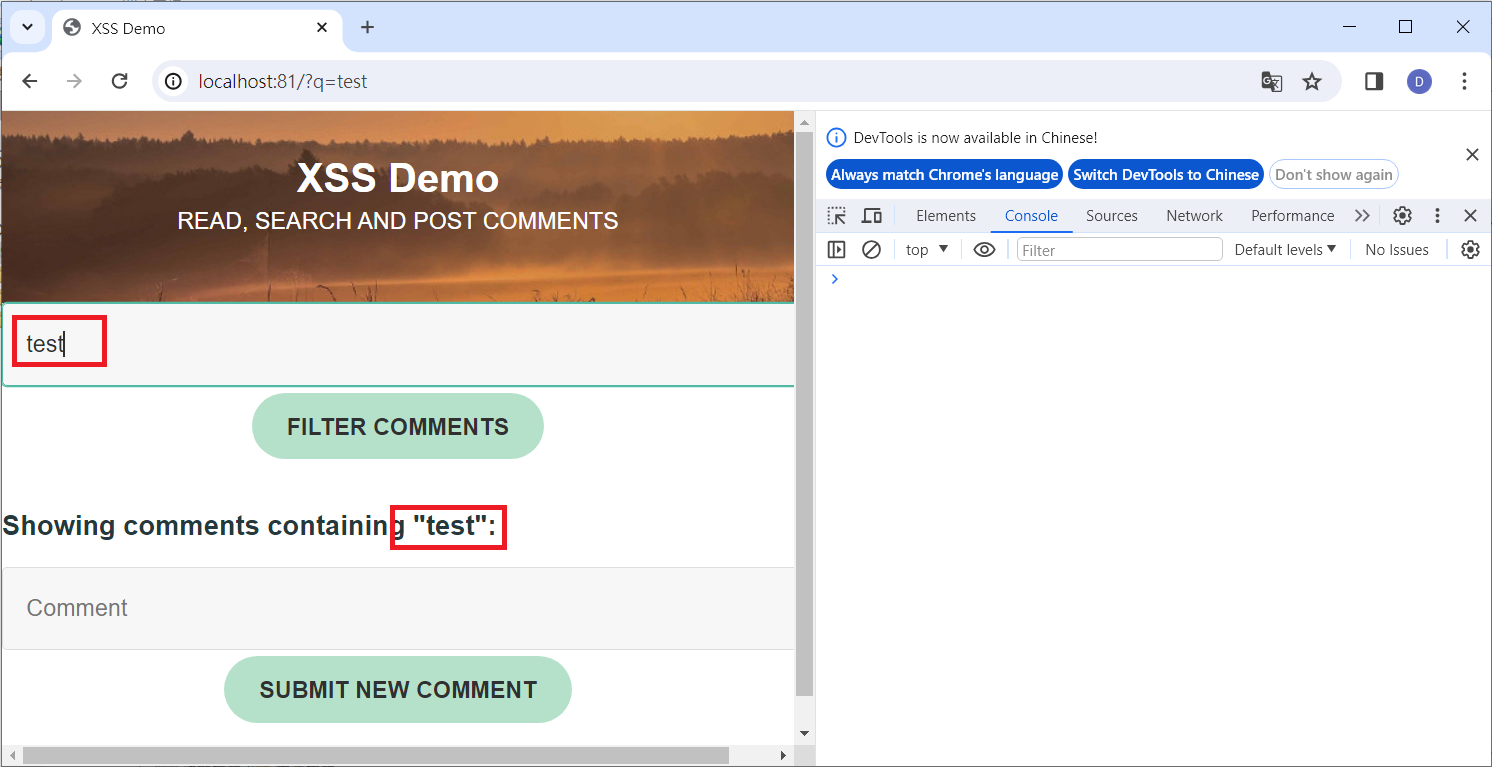 XSS Demo
localhost:81/?q=test
D
XSS Demo
READ, SEARCH AND POST COMMENTS
test
FILTER COMMENTS
Showing comments containing "test":
Comment
SUBMIT NEW COMMENT
DevTools is now available in Chinese!
Always match Chrome's language Switch DevTools to Chinese Don't show again
Elements Console Sources Network Performance
top Filter Default levels No Issues